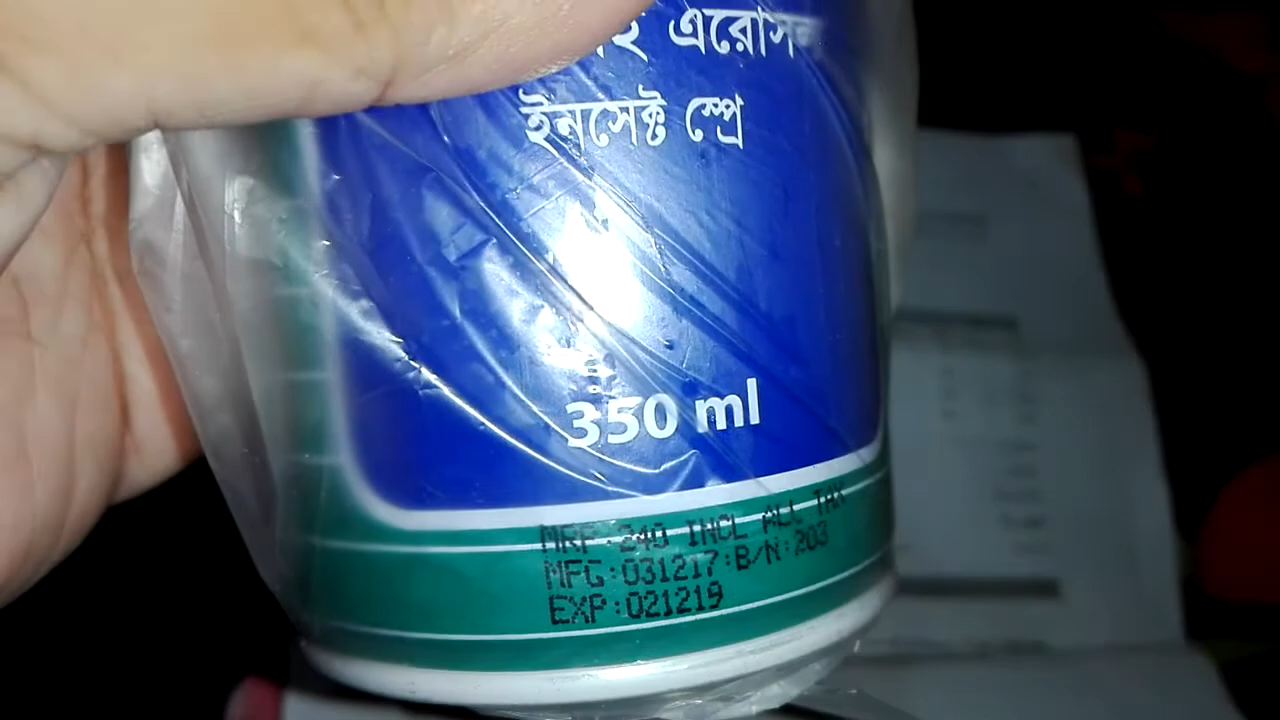 এরোসল
ইনসেক্ট স্প্রে
350 ml
MRP:240 INCL ALL TAX
MFG:031217:B/N:203
EXP:021219